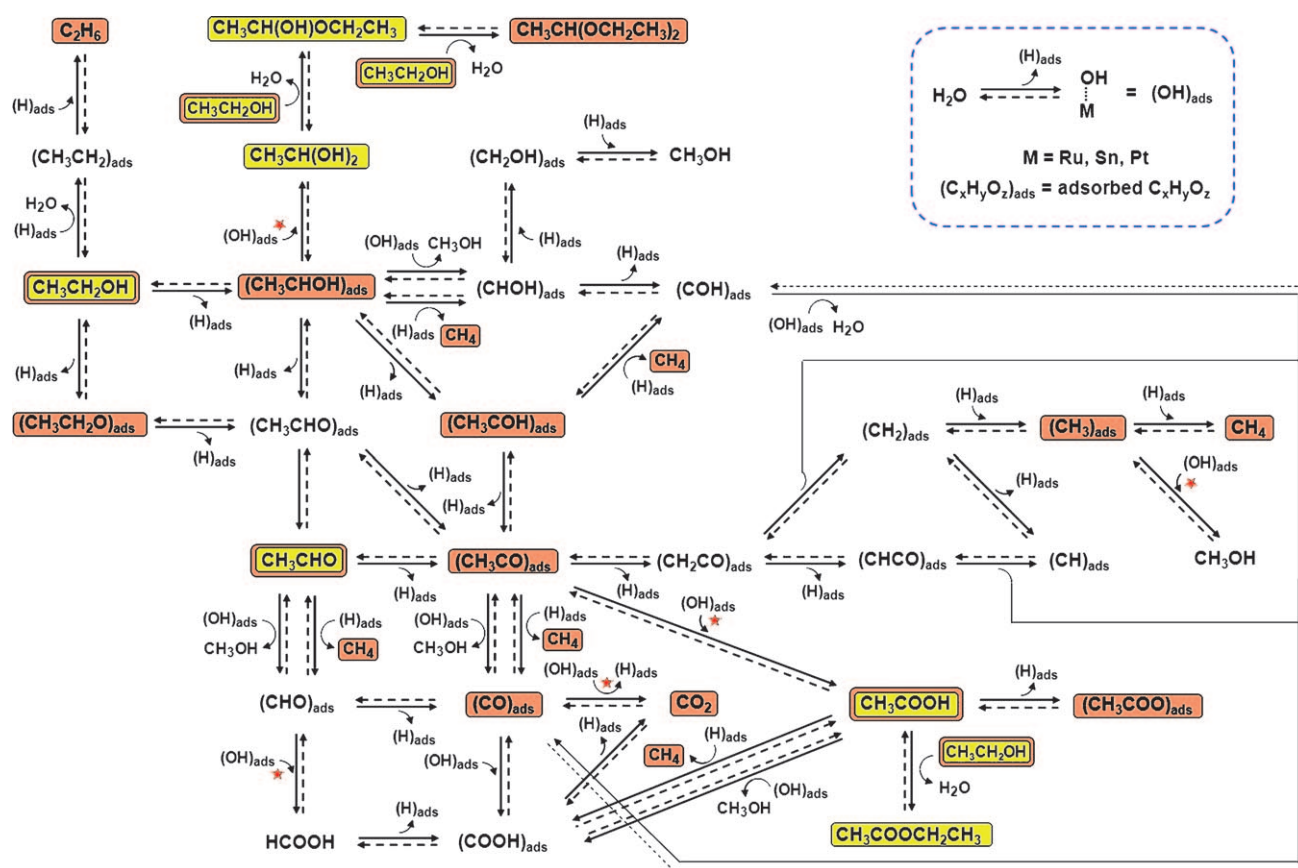 C₂H₆
CH₃CH(OH)OCH₂CH₃
CH₃CH(OCH₂CH₃)₂
CH₃CH₂OH
H₂O
H₂O
CH₃CH₂OH
(H)ads
(CH₃CH₂)ads
CH₃CH(OH)₂
(CH₂OH)ads
(H)ads
CH₃OH
H₂O
(H)ads
OH
M
= (OH)ads
M = Ru, Sn, Pt
(CxHyOz)ads = adsorbed CxHyOz
H₂O
(H)ads
(OH)ads
(OH)ads
CH₃OH
(H)ads
(H)ads
CH₃CH₂OH
(H)ads
(CH₃CHOH)ads
(H)ads
CH₄
(CHOH)ads
(COH)ads
(OH)ads
H₂O
(H)ads
(H)ads
(H)ads
CH₄
(H)ads
(CH₃CH₂O)ads
(H)ads
(CH₃CHO)ads
(CH₃COH)ads
(CH₂)ads
(H)ads
(CH₃)ads
(H)ads
CH₄
(H)ads
(H)ads
(H)ads
(OH)ads
CH₃CHO
(H)ads
(CH₃CO)ads
(H)ads
(CH₂CO)ads
(H)ads
(CHCO)ads
(CH)ads
CH₃OH
(OH)ads
CH₃OH
(H)ads
CH₄
(OH)ads
CH₃OH
(H)ads
CH₄
(OH)ads
(OH)ads
(H)ads
(CHO)ads
(H)ads
(CO)ads
CO₂
CH₃COOH
(H)ads
(CH₃COO)ads
(OH)ads
(OH)ads
(H)ads
CH₄
(H)ads
CH₃OH
(OH)ads
CH₃CH₂OH
H₂O
HCOOH
(H)ads
(COOH)ads
CH₃COOCH₂CH₃